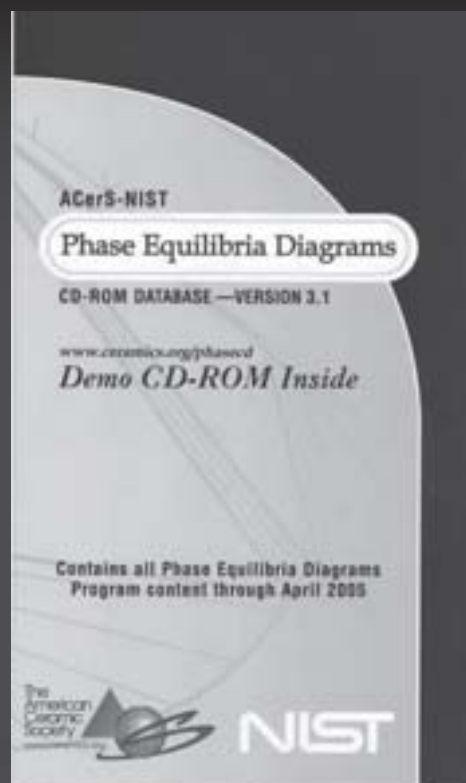 ACerS-NIST
Phase Equilibria Diagrams
CD-ROM DATABASE—VERSION 3.1
www.ceramics.org/phasecd
Demo CD-ROM Inside
Contains all Phase Equilibria Diagrams
Program content through April 2005
The
American
Ceramic
Society
NIST